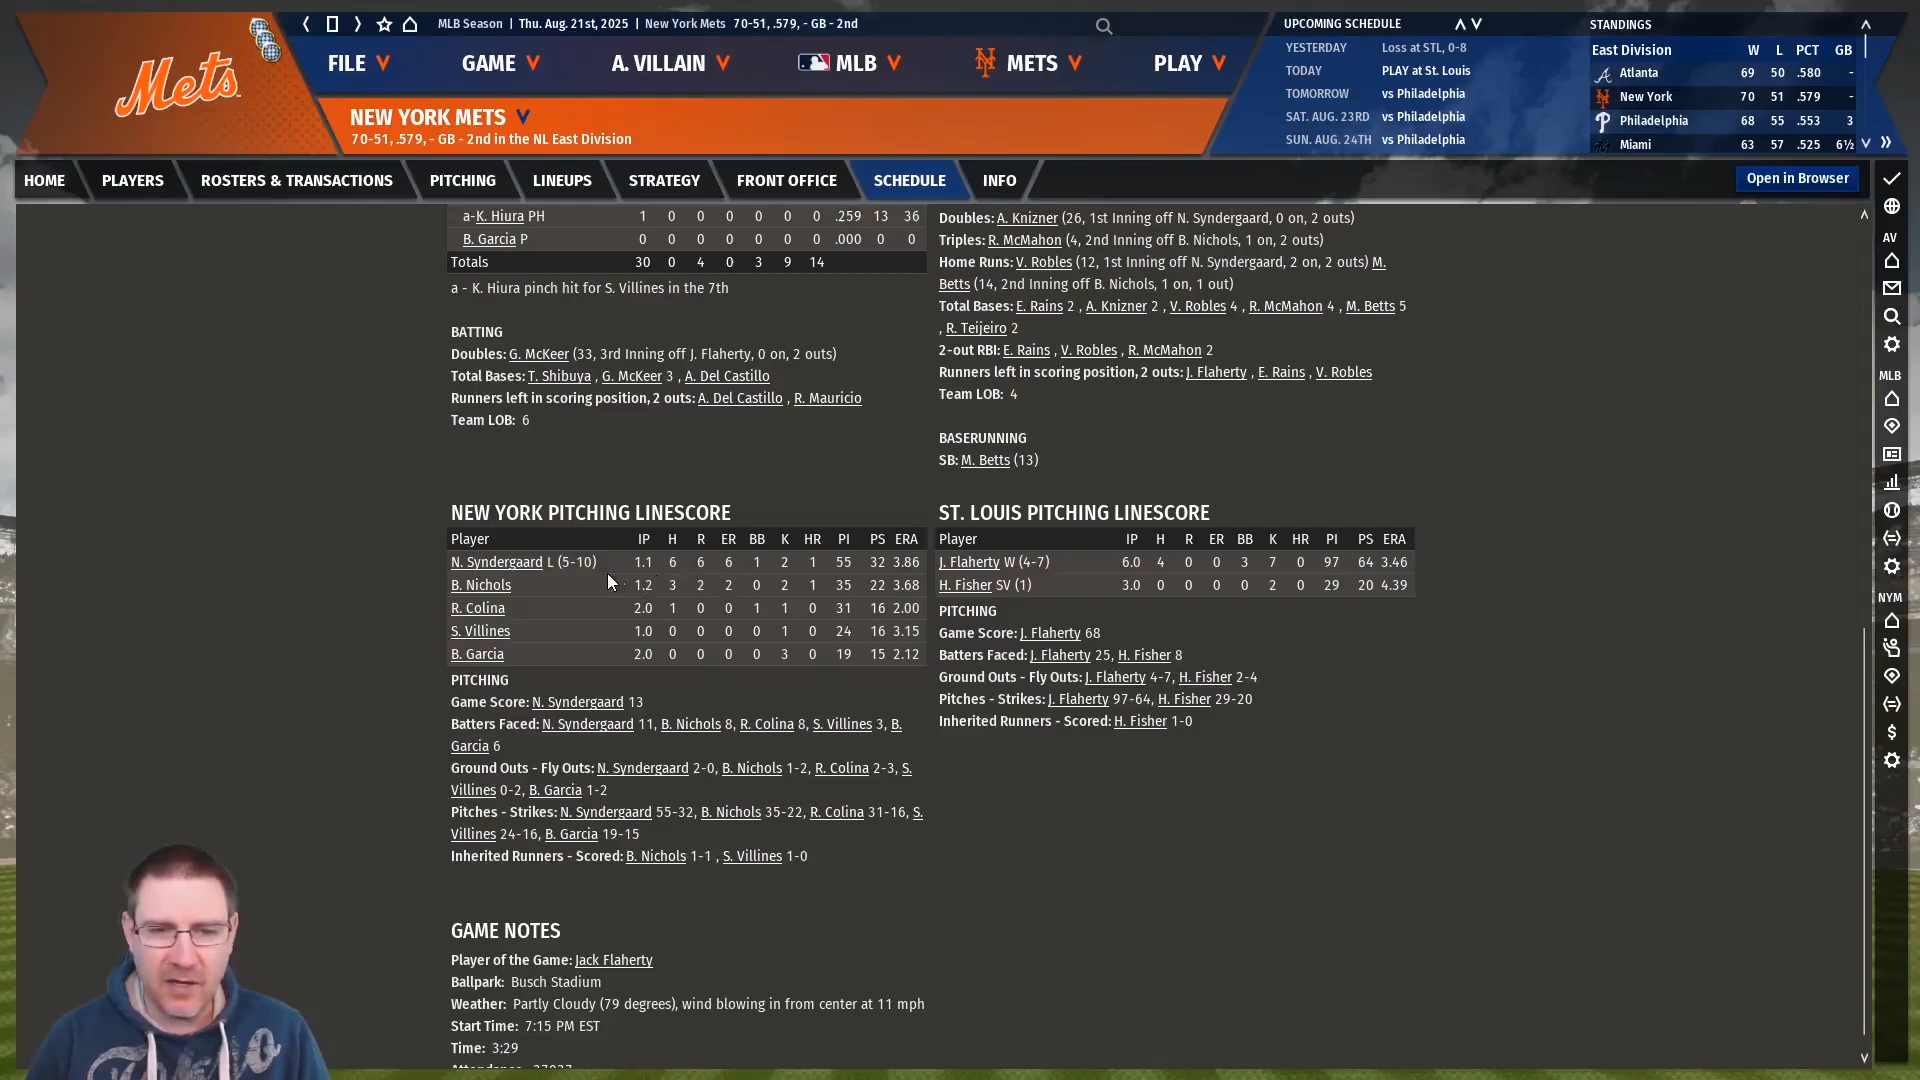 Mets
MLB Season | Thu. Aug. 21st, 2025 | New York Mets 70-51, .579, - GB - 2nd
FILE GAME A. VILLAIN MLB METS PLAY
NEW YORK METS
70-51, .579, - GB - 2nd in the NL East Division
UPCOMING SCHEDULE
YESTERDAY Loss at STL, 0-8
TODAY PLAY at St. Louis
TOMORROW vs Philadelphia
SAT. AUG. 23RD vs Philadelphia
SUN. AUG. 24TH vs Philadelphia
STANDINGS
East Division W L PCT GB
Atlanta 69 50 .580 -
New York 70 51 .579 -
Philadelphia 68 55 .553 3
Miami 63 57 .525 6½
HOME PLAYERS ROSTERS & TRANSACTIONS PITCHING LINEUPS STRATEGY FRONT OFFICE SCHEDULE INFO
Open in Browser
a-K. Hiura PH 1 0 0 0 0 0 0 .259 13 36
B. Garcia P 0 0 0 0 0 0 0 .000 0 0
Totals 30 0 4 0 3 9 14
a - K. Hiura pinch hit for S. Villines in the 7th
BATTING
Doubles: G. McKeer (33, 3rd Inning off J. Flaherty, 0 on, 2 outs)
Total Bases: T. Shibuya , G. McKeer 3 , A. Del Castillo
Runners left in scoring position, 2 outs: A. Del Castillo , R. Mauricio
Team LOB: 6
Doubles: A. Knizner (26, 1st Inning off N. Syndergaard, 0 on, 2 outs)
Triples: R. McMahon (4, 2nd Inning off B. Nichols, 1 on, 2 outs)
Home Runs: V. Robles (12, 1st Inning off N. Syndergaard, 2 on, 2 outs) M.
Betts (14, 2nd Inning off B. Nichols, 1 on, 1 out)
Total Bases: E. Rains 2 , A. Knizner 2 , V. Robles 4 , R. McMahon 4 , M. Betts 5
, R. Teijeiro 2
2-out RBI: E. Rains , V. Robles , R. McMahon 2
Runners left in scoring position, 2 outs: J. Flaherty , E. Rains , V. Robles
Team LOB: 4
BASERUNNING
SB: M. Betts (13)
NEW YORK PITCHING LINESCORE
Player IP H R ER BB K HR PI PS ERA
N. Syndergaard L (5-10) 1.1 6 6 6 1 2 1 55 32 3.86
B. Nichols 1.2 3 2 2 0 2 1 35 22 3.68
R. Colina 2.0 1 0 0 1 1 0 31 16 2.00
S. Villines 1.0 0 0 0 0 1 0 24 16 3.15
B. Garcia 2.0 0 0 0 0 3 0 19 15 2.12
PITCHING
Game Score: N. Syndergaard 13
Batters Faced: N. Syndergaard 11, B. Nichols 8, R. Colina 8, S. Villines 3, B.
Garcia 6
Ground Outs - Fly Outs: N. Syndergaard 2-0, B. Nichols 1-2, R. Colina 2-3, S.
Villines 0-2, B. Garcia 1-2
Pitches - Strikes: N. Syndergaard 55-32, B. Nichols 35-22, R. Colina 31-16, S.
Villines 24-16, B. Garcia 19-15
Inherited Runners - Scored: B. Nichols 1-1 , S. Villines 1-0
ST. LOUIS PITCHING LINESCORE
Player IP H R ER BB K HR PI PS ERA
J. Flaherty W (4-7) 6.0 4 0 0 3 7 0 97 64 3.46
H. Fisher SV (1) 3.0 0 0 0 0 2 0 29 20 4.39
PITCHING
Game Score: J. Flaherty 68
Batters Faced: J. Flaherty 25, H. Fisher 8
Ground Outs - Fly Outs: J. Flaherty 4-7, H. Fisher 2-4
Pitches - Strikes: J. Flaherty 97-64, H. Fisher 29-20
Inherited Runners - Scored: H. Fisher 1-0
GAME NOTES
Player of the Game: Jack Flaherty
Ballpark: Busch Stadium
Weather: Partly Cloudy (79 degrees), wind blowing in from center at 11 mph
Start Time: 7:15 PM EST
Time: 3:29
AV
MLB
NYM